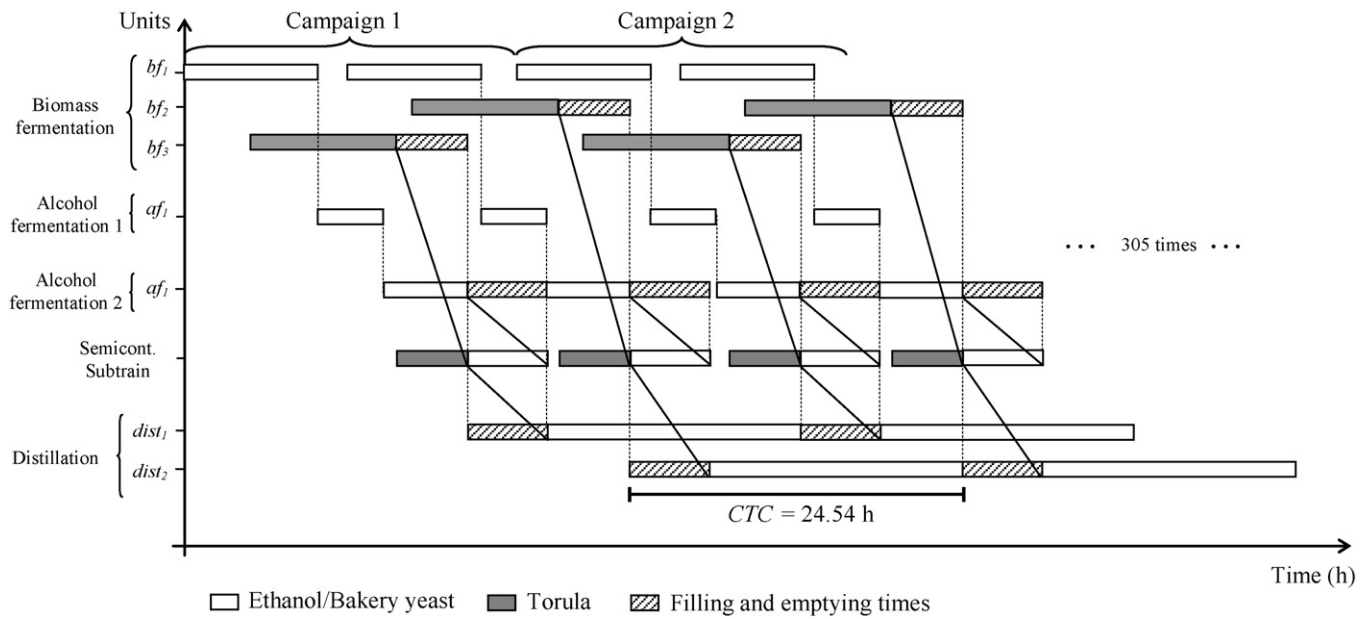 Units
Campaign 1
Campaign 2
Biomass
fermentation
bf1
bf2
bf3
Alcohol
fermentation 1
af1
••• 305 times •••
Alcohol
fermentation 2
af1
Semicont.
Subtrain
Distillation
dist1
dist2
CTC = 24.54 h
Time (h)
Ethanol/Bakery yeast
Torula
Filling and emptying times